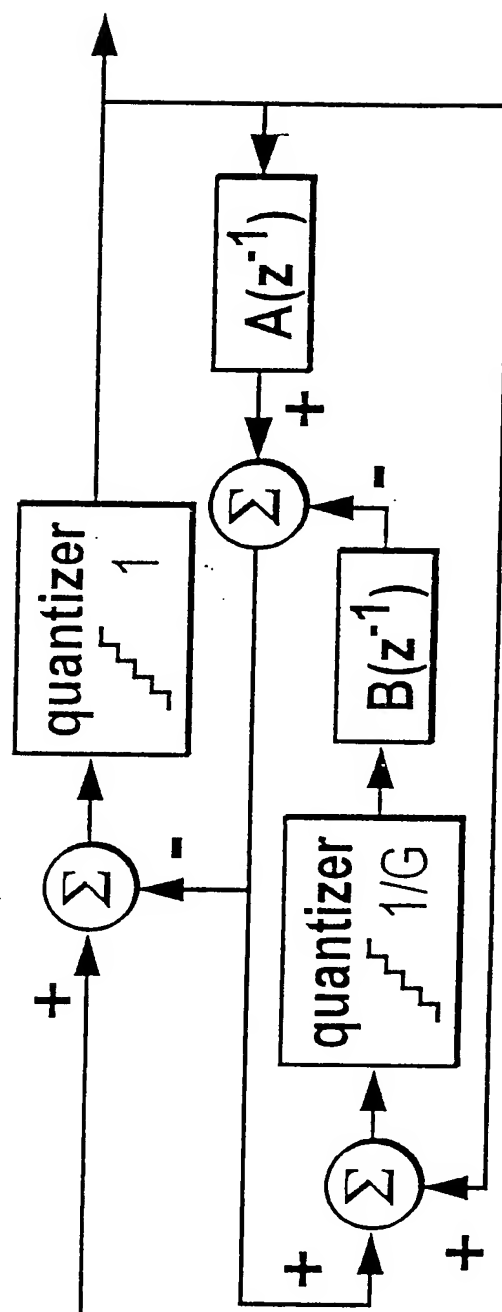 +
Σ
-
quantizer
1
A(z⁻¹)
+
Σ
-
B(z⁻¹)
quantizer
1/G
Σ
+
+